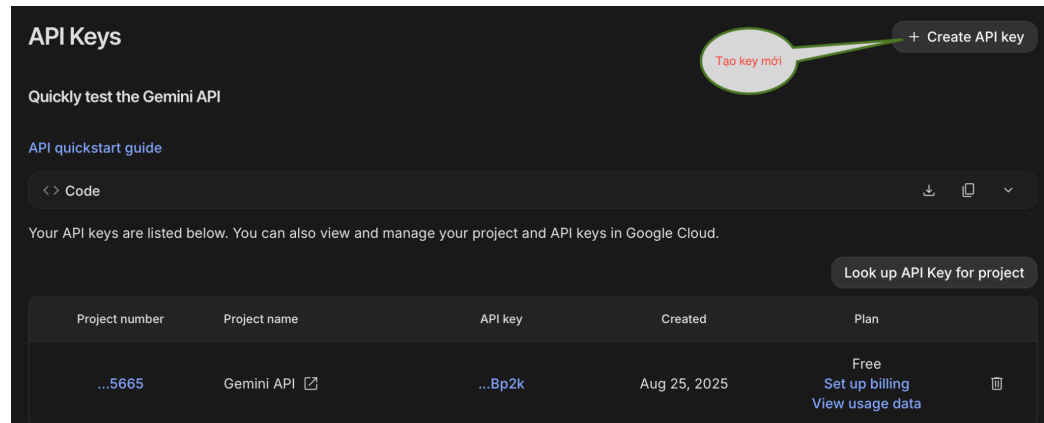 API Keys
+ Create API key
Tạo key mới
Quickly test the Gemini API
API quickstart guide
<> Code
Your API keys are listed below. You can also view and manage your project and API keys in Google Cloud.
Look up API Key for project
Project number Project name API key Created Plan
...5665 Gemini API ...Bp2k Aug 25, 2025 Free
Set up billing
View usage data